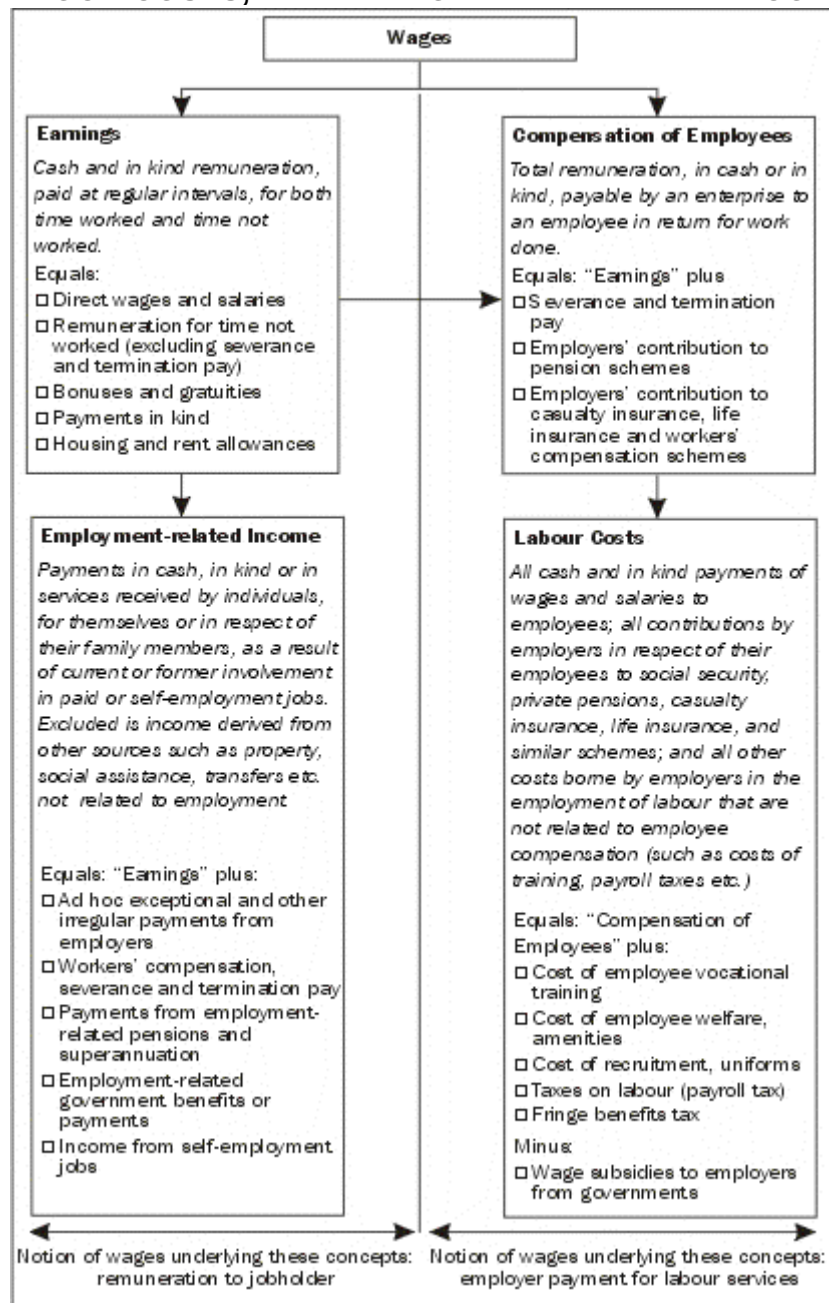 Wages
Earnings
Cash and in kind remuneration,
paid at regular intervals, for both
time worked and time not
worked.
Equals:
Direct wages and salaries
Remuneration for time not
worked (excluding severance
and termination pay)
Bonuses and gratuities
Payments in kind
Housing and rent allowances
Compensation of Employees
Total remuneration, in cash or in
kind, payable by an enterprise to
an employee in return for work
done.
Equals: "Earnings" plus
Severance and termination
pay
Employers' contribution to
pension schemes
Employers' contribution to
casualty insurance, life
insurance and workers'
compensation schemes
Employment-related Income
Payments in cash, in kind or in
services received by individuals,
for themselves or in respect of
their family members, as a result
of current or former involvement
in paid or self-employment jobs.
Excluded is income derived from
other sources such as property,
social assistance, transfers etc.
not related to employment
Equals: "Earnings" plus:
Ad hoc exceptional and other
irregular payments from
employers
Workers' compensation,
severance and termination pay
Payments from employment-
related pensions and
superannuation
Employment-related
government benefits or
payments
Income from self-employment
jobs
Labour Costs
All cash and in kind payments of
wages and salaries to
employees; all contributions by
employers in respect of their
employees to social security,
private pensions, casualty
insurance, life insurance, and
similar schemes; and all other
costs borne by employers in the
employment of labour that are
not related to employee
compensation (such as costs of
training, payroll taxes etc.)
Equals: "Compensation of
Employees" plus:
Cost of employee vocational
training
Cost of employee welfare,
amenities
Cost of recruitment, uniforms
Taxes on labour (payroll tax)
Fringe benefits tax
Minus:
Wage subsidies to employers
from governments
Notion of wages underlying these concepts:
remuneration to jobholder
Notion of wages underlying these concepts:
employer payment for labour services